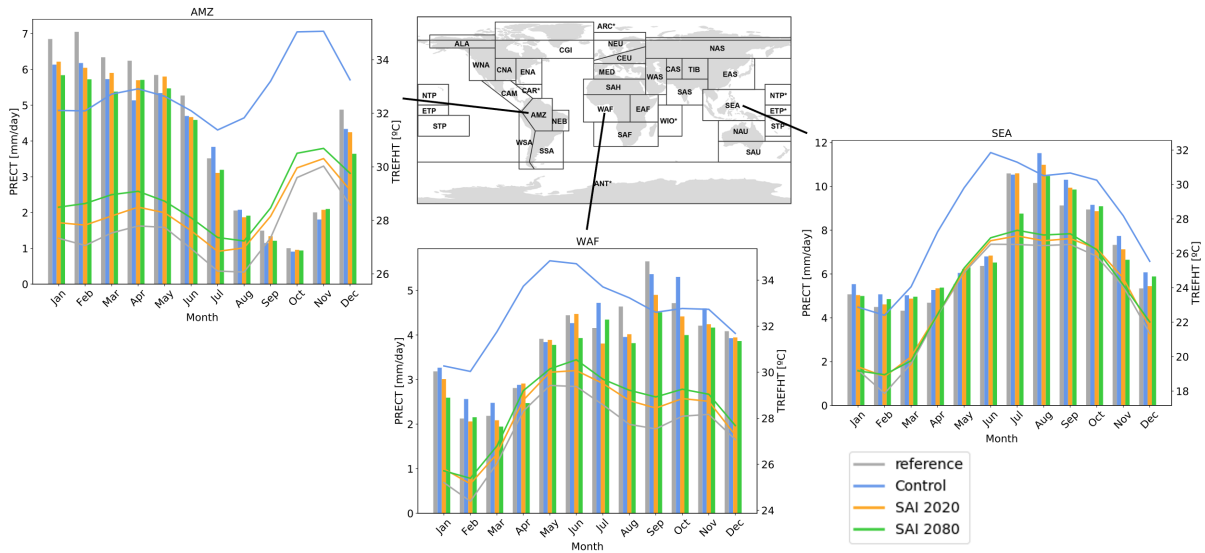 AMZ
7
6
5
4
3
2
1
0
PRECT [mm/day]
34
32
30
28
26
TREFHT [ºC]
Jan Feb Mar Apr May Jun Jul Aug Sep Oct Nov Dec
Month
ARC*
ALA CGI NEU NAS
WNA CNA ENA CEU
MED WAS CAS TIB EAS
CAM CAR* SAH SAS
NTP* SEA NTP*
ETP* AMZ NEB WAF EAF ETP*
STP WIO* STP
WSA SSA SAF NAU
SAU
ANT*
WAF
5
4
3
2
1
0
PRECT [mm/day]
34
32
30
28
26
24
TREFHT [ºC]
Jan Feb Mar Apr May Jun Jul Aug Sep Oct Nov Dec
Month
SEA
12
10
8
6
4
2
0
PRECT [mm/day]
32
30
28
26
24
22
20
18
TREFHT [ºC]
Jan Feb Mar Apr May Jun Jul Aug Sep Oct Nov Dec
Month
reference
Control
SAI 2020
SAI 2080